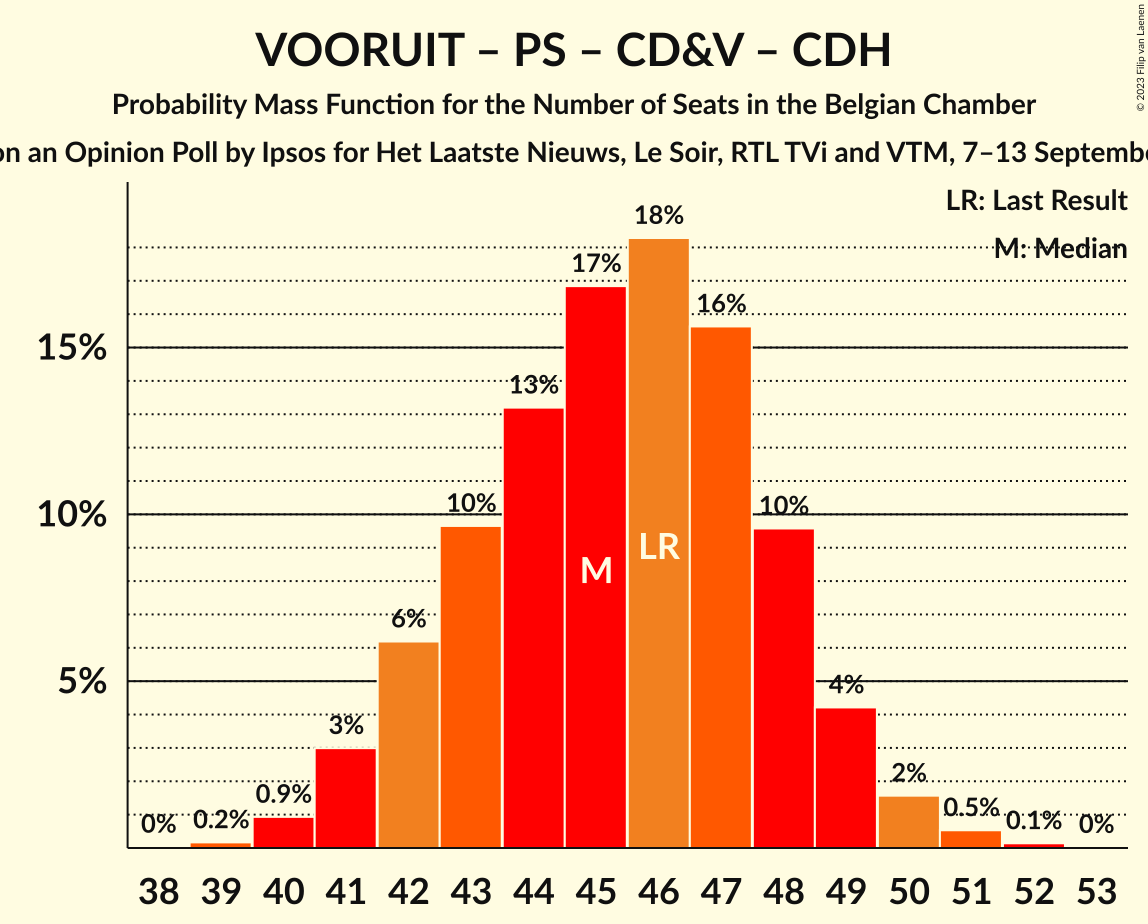 VOORUIT – PS – CD&V – CDH
Probability Mass Function for the Number of Seats in the Belgian Chamber
on an Opinion Poll by Ipsos for Het Laatste Nieuws, Le Soir, RTL TVi and VTM, 7–13
© 2023 Filip van Laenen
LR: Last Result
M: Median
18%
17%
16%
15%
13%
10%
10%
10%
LR
M
6%
5%
4%
3%
2%
0.9%
0.5%
0% 0.2% 0.1% 0%
38 39 40 41 42 43 44 45 46 47 48 49 50 51 52 53